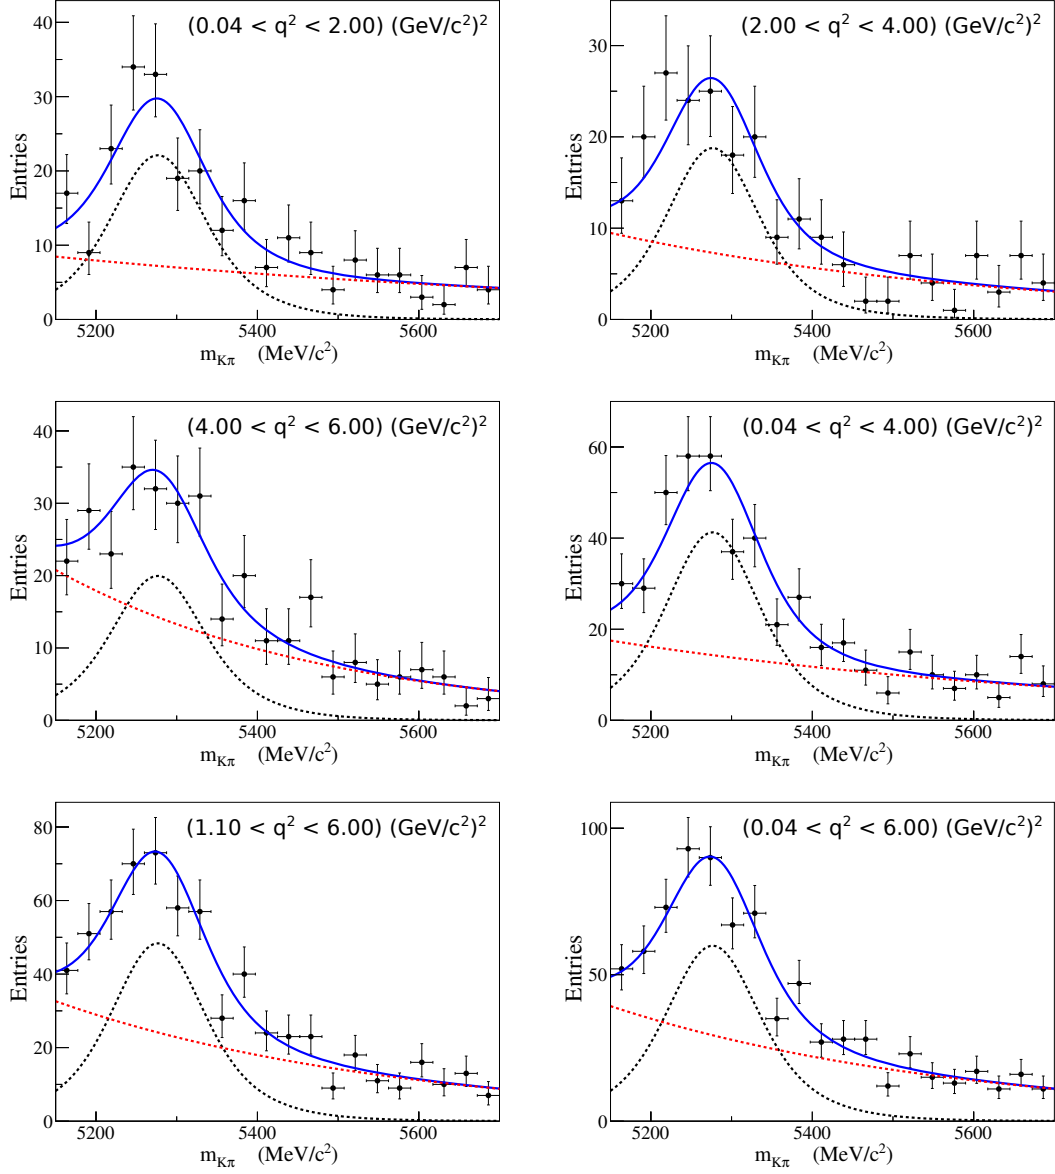 (0.04 < q² < 2.00) (GeV/c²)²
Entries
40
30
20
10
0
5200 5400 5600
m_Kπ (MeV/c²)
(2.00 < q² < 4.00) (GeV/c²)²
Entries
30
20
10
0
5200 5400 5600
m_Kπ (MeV/c²)
(4.00 < q² < 6.00) (GeV/c²)²
Entries
40
30
20
10
0
5200 5400 5600
m_Kπ (MeV/c²)
(0.04 < q² < 4.00) (GeV/c²)²
Entries
60
40
20
0
5200 5400 5600
m_Kπ (MeV/c²)
(1.10 < q² < 6.00) (GeV/c²)²
Entries
80
60
40
20
0
5200 5400 5600
m_Kπ (MeV/c²)
(0.04 < q² < 6.00) (GeV/c²)²
Entries
100
50
0
5200 5400 5600
m_Kπ (MeV/c²)